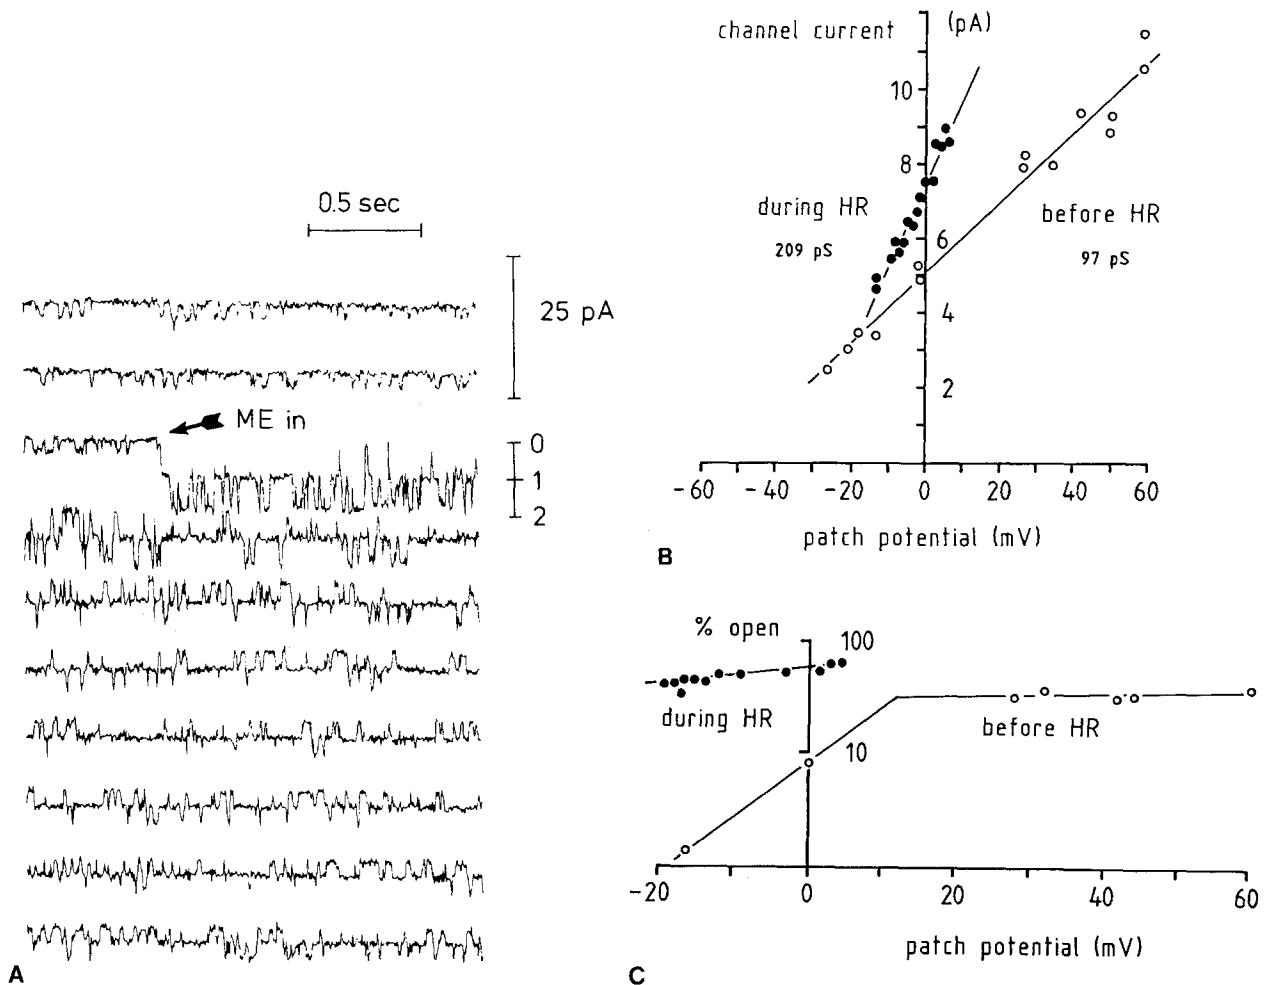 0.5 sec
25 pA
ME in
0
1
2
A
channel current (pA)
10
8
6
4
2
during HR
209 pS
before HR
97 pS
-60 -40 -20 0 20 40 60
patch potential (mV)
B
% open
100
10
during HR
before HR
-20 0 20 40 60
patch potential (mV)
C